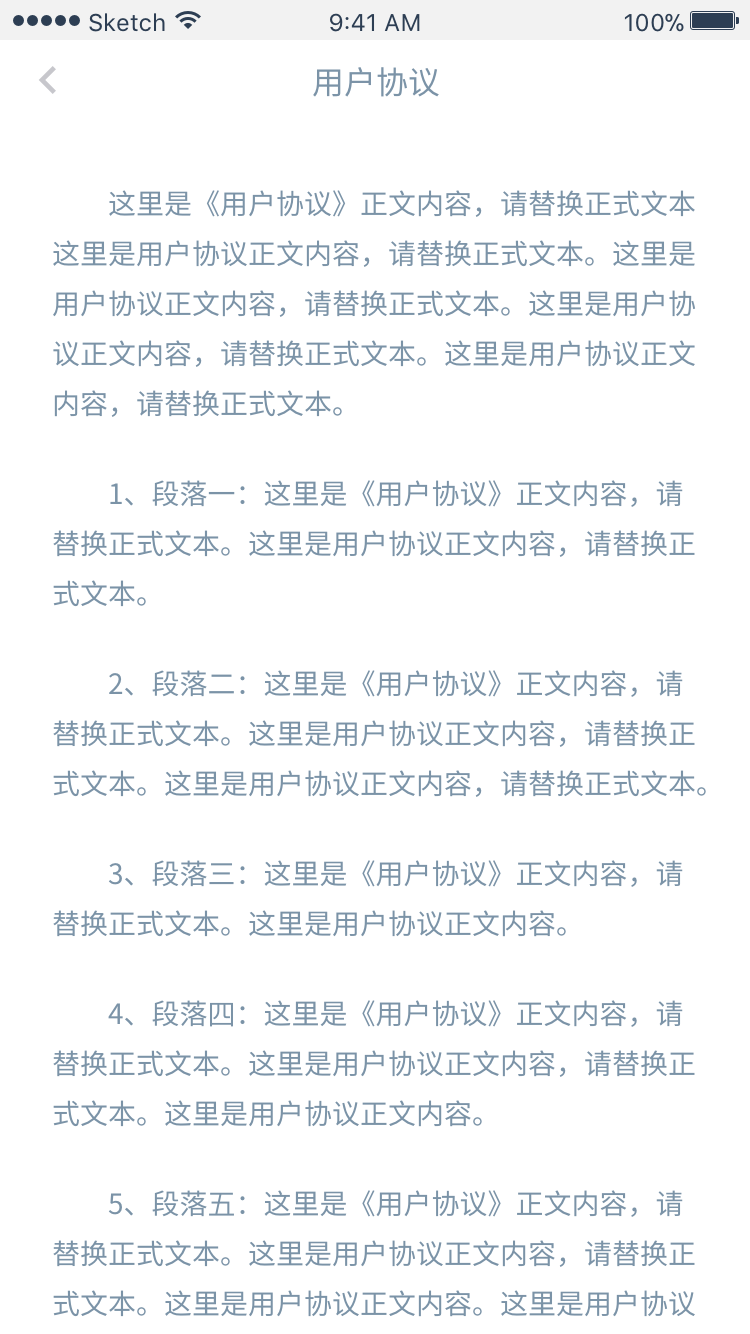 Sketch 9:41 AM 100%
用户协议
这里是《用户协议》正文内容，请替换正式文本
这里是用户协议正文内容，请替换正式文本。这里是
用户协议正文内容，请替换正式文本。这里是用户协
议正文内容，请替换正式文本。这里是用户协议正文
内容，请替换正式文本。
1、段落一：这里是《用户协议》正文内容，请
替换正式文本。这里是用户协议正文内容，请替换正
式文本。
2、段落二：这里是《用户协议》正文内容，请
替换正式文本。这里是用户协议正文内容，请替换正
式文本。这里是用户协议正文内容，请替换正式文本。
3、段落三：这里是《用户协议》正文内容，请
替换正式文本。这里是用户协议正文内容。
4、段落四：这里是《用户协议》正文内容，请
替换正式文本。这里是用户协议正文内容，请替换正
式文本。这里是用户协议正文内容。
5、段落五：这里是《用户协议》正文内容，请
替换正式文本。这里是用户协议正文内容，请替换正
式文本。这里是用户协议正文内容。这里是用户协议